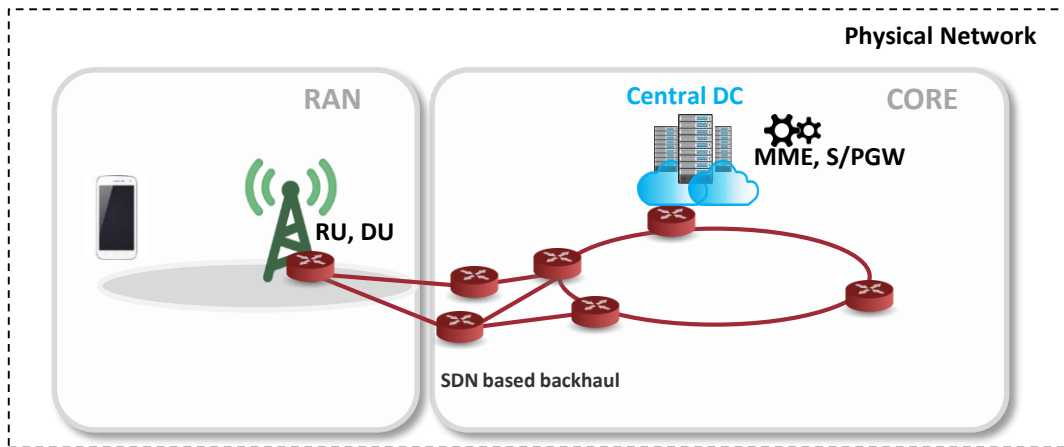 Physical Network
RAN
CORE
Central DC
MME, S/PGW
RU, DU
SDN based backhaul